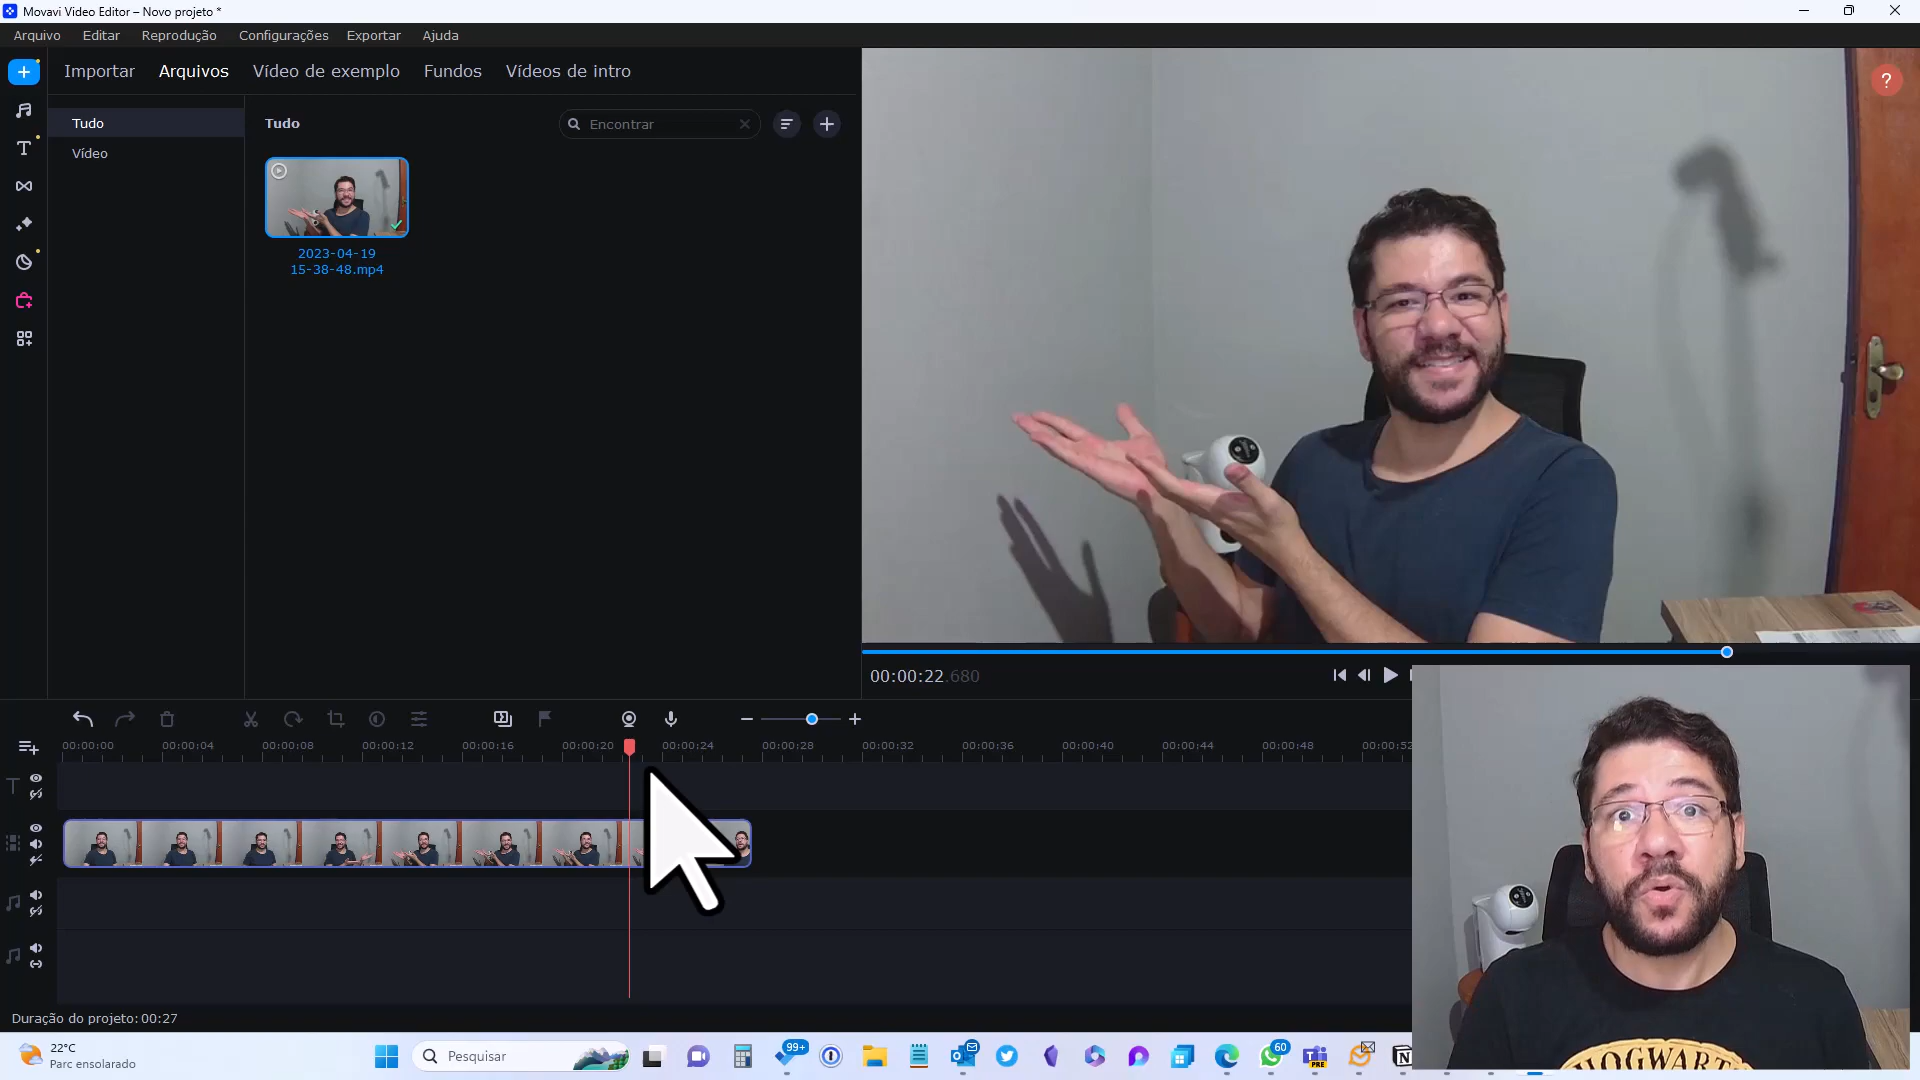 Movavi Video Editor – Novo projeto *
Arquivo Editar Reprodução Configurações Exportar Ajuda
Importar Arquivos Vídeo de exemplo Fundos Vídeos de intro
Tudo
Vídeo
Tudo
Encontrar
2023-04-19
15-38-48.mp4
?
00:00:22.680
00:00:00 00:00:04 00:00:08 00:00:12 00:00:16 00:00:20 00:00:24 00:00:28 00:00:32 00:00:36 00:00:40 00:00:44 00:00:48 00:00:52
Duração do projeto: 00:27
22°C
Parc ensolarado
Pesquisar
99+
60
PRE
HOGWART